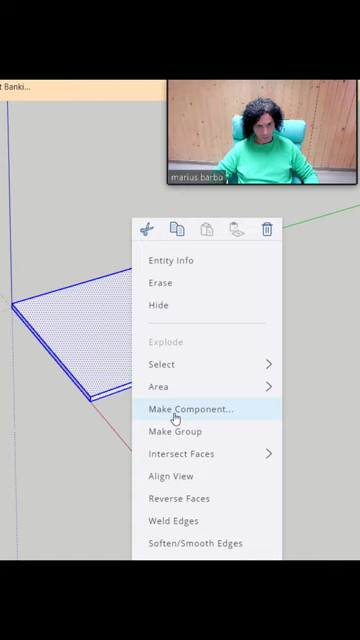 t Banki...
marius barbu
Entity Info
Erase
Hide
Explode
Select
Area
Make Component...
Make Group
Intersect Faces
Align View
Reverse Faces
Weld Edges
Soften/Smooth Edges